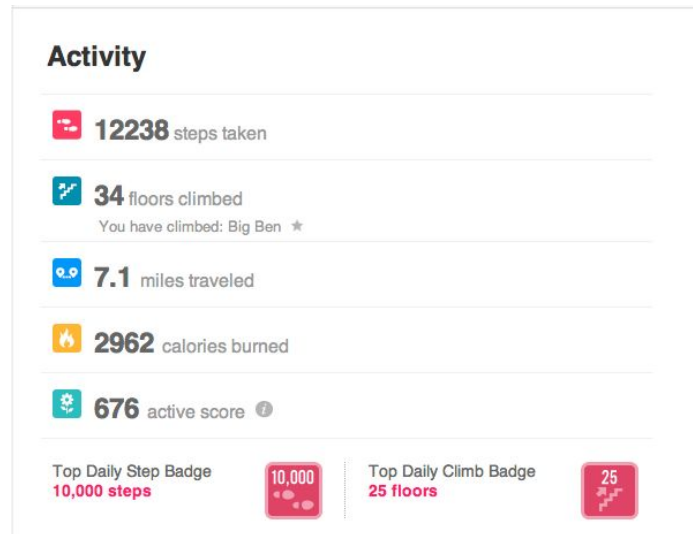 Activity
12238 steps taken
34 floors climbed
You have climbed: Big Ben
7.1 miles traveled
2962 calories burned
676 active score i
Top Daily Step Badge
10,000 steps
10,000
Top Daily Climb Badge
25 floors
25